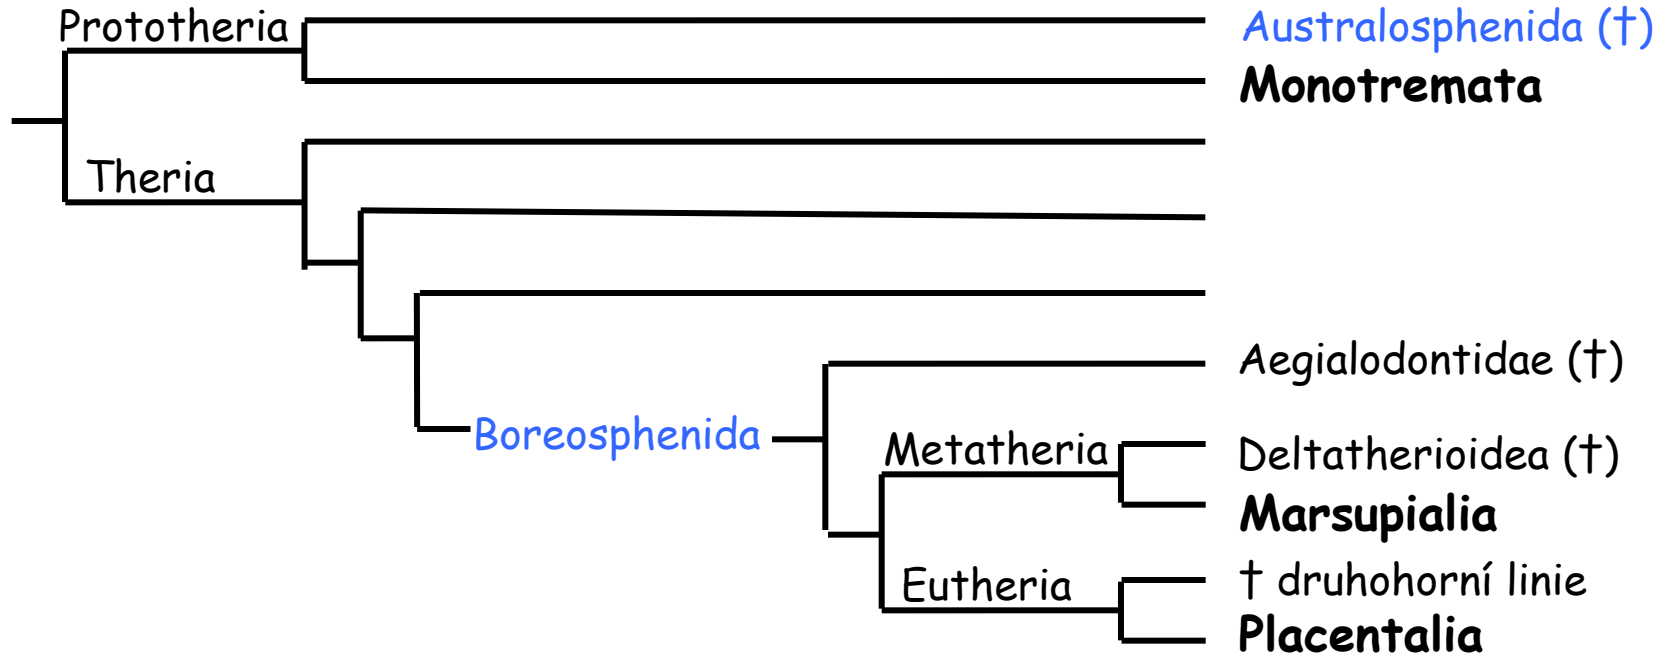 Prototheria
Australosphenida (†)
Monotremata
Theria
Aegialodontidae (†)
Boreosphenida
Metatheria
Deltatherioidea (†)
Marsupialia
Eutheria
† druhohorní linie
Placentalia